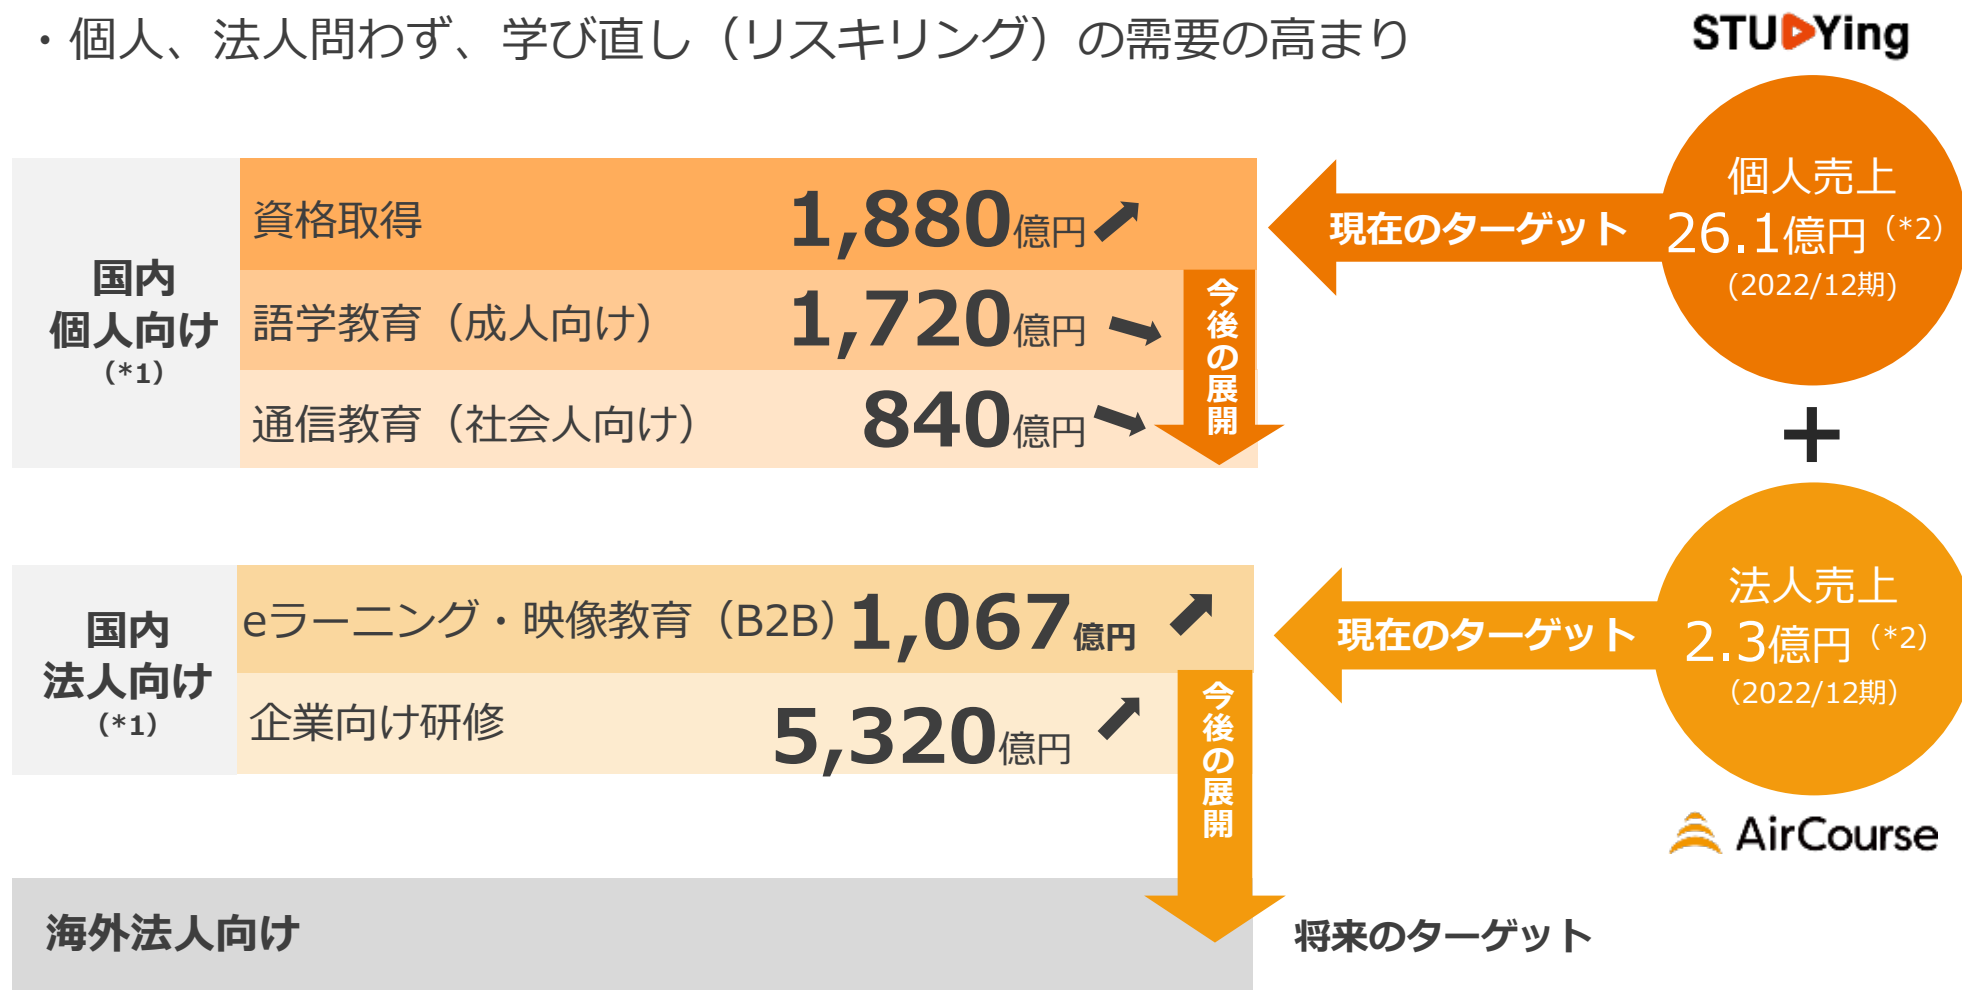 ・個人、法人問わず、学び直し（リスキリング）の需要の高まり
STUDYing
国内
個人向け
（*1）
資格取得 1,880億円
語学教育（成人向け） 1,720億円
通信教育（社会人向け） 840億円
今後の展開
現在のターゲット
個人売上
26.1億円（*2）
(2022/12期)
+
国内
法人向け
（*1）
eラーニング・映像教育（B2B）1,067億円
企業向け研修 5,320億円
今後の展開
現在のターゲット
法人売上
2.3億円（*2）
（2022/12期）
AirCourse
海外法人向け
将来のターゲット